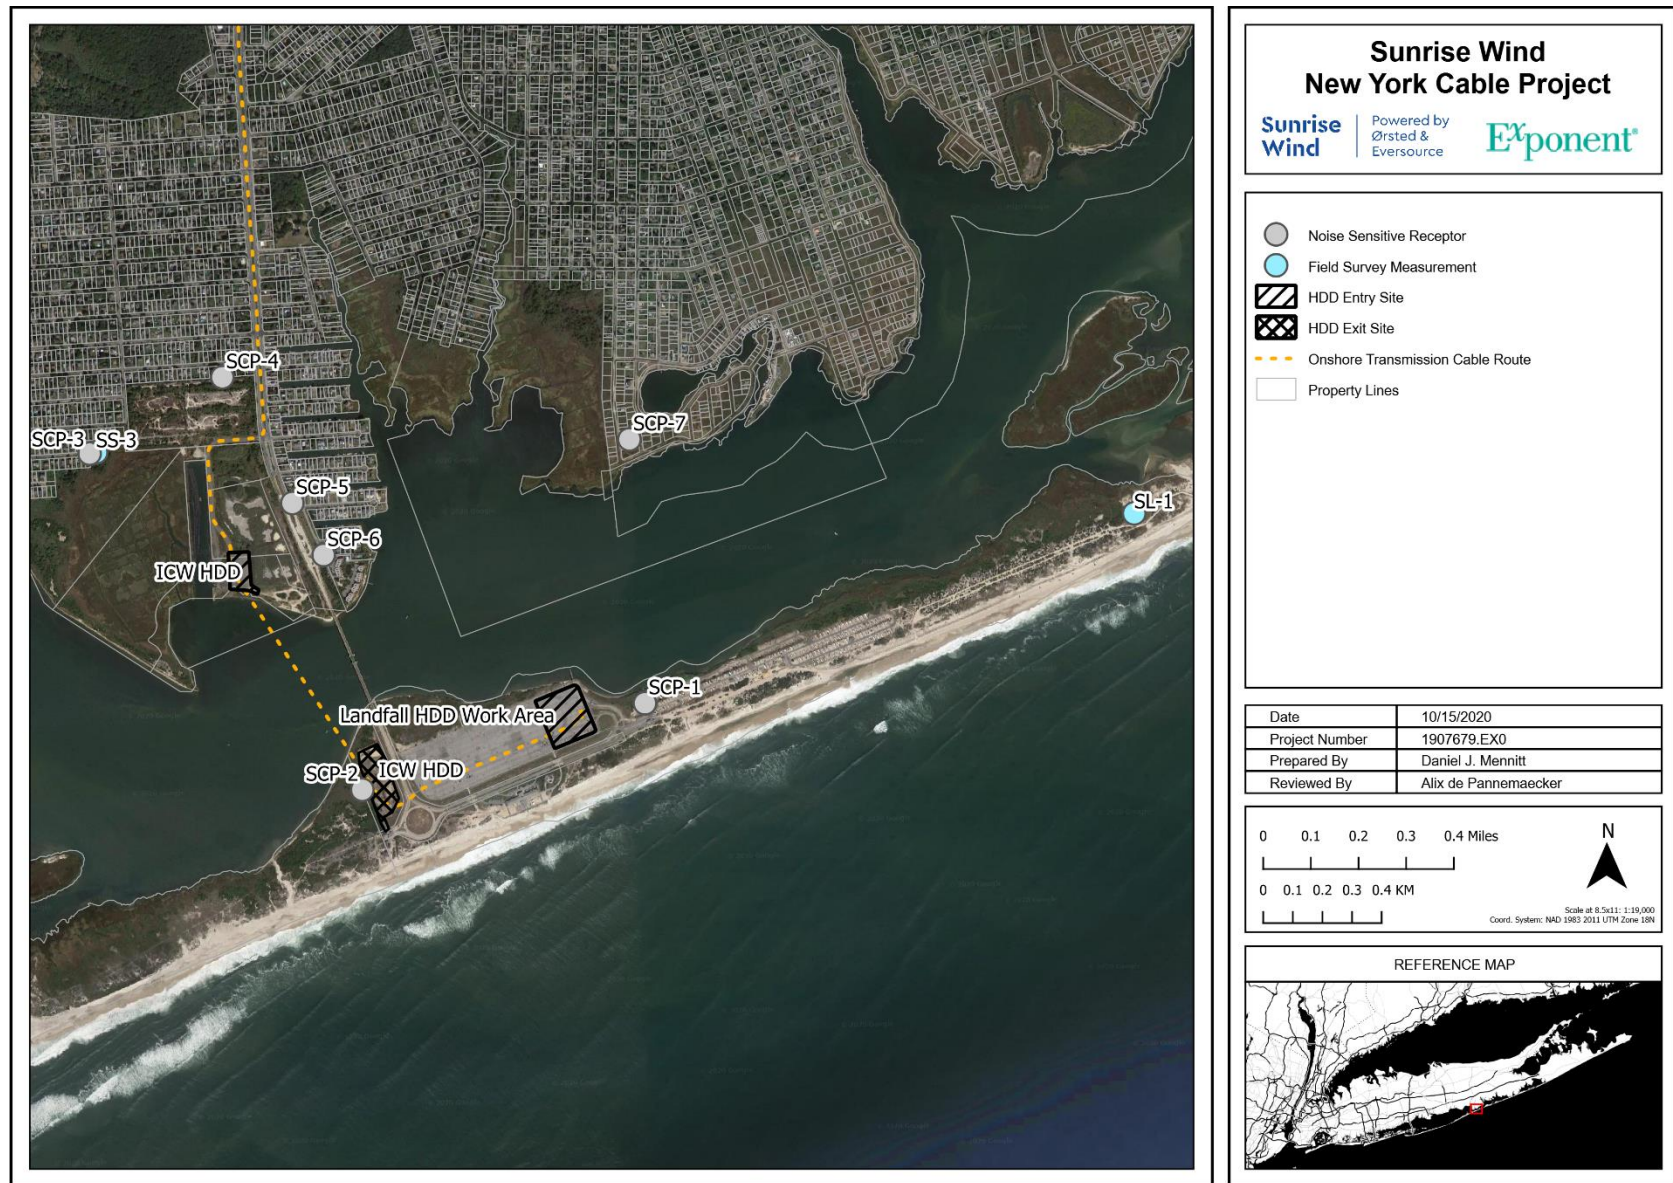 SCP-4
SCP-3
SS-3
SCP-7
SCP-5
SL-1
SCP-6
ICW HDD
SCP-1
Landfall HDD Work Area
SCP-2
ICW HDD
Sunrise Wind
New York Cable Project
Sunrise
Wind
Powered by
Ørsted &
Eversource
Exponent®
Noise Sensitive Receptor
Field Survey Measurement
HDD Entry Site
HDD Exit Site
Onshore Transmission Cable Route
Property Lines
Date 10/15/2020
Project Number 1907679.EX0
Prepared By Daniel J. Mennitt
Reviewed By Alix de Pannemaecker
0 0.1 0.2 0.3 0.4 Miles
0 0.1 0.2 0.3 0.4 KM
N
Scale at 8.5x11: 1:19,000
Coord. System: NAD 1983 2011 UTM Zone 18N
REFERENCE MAP